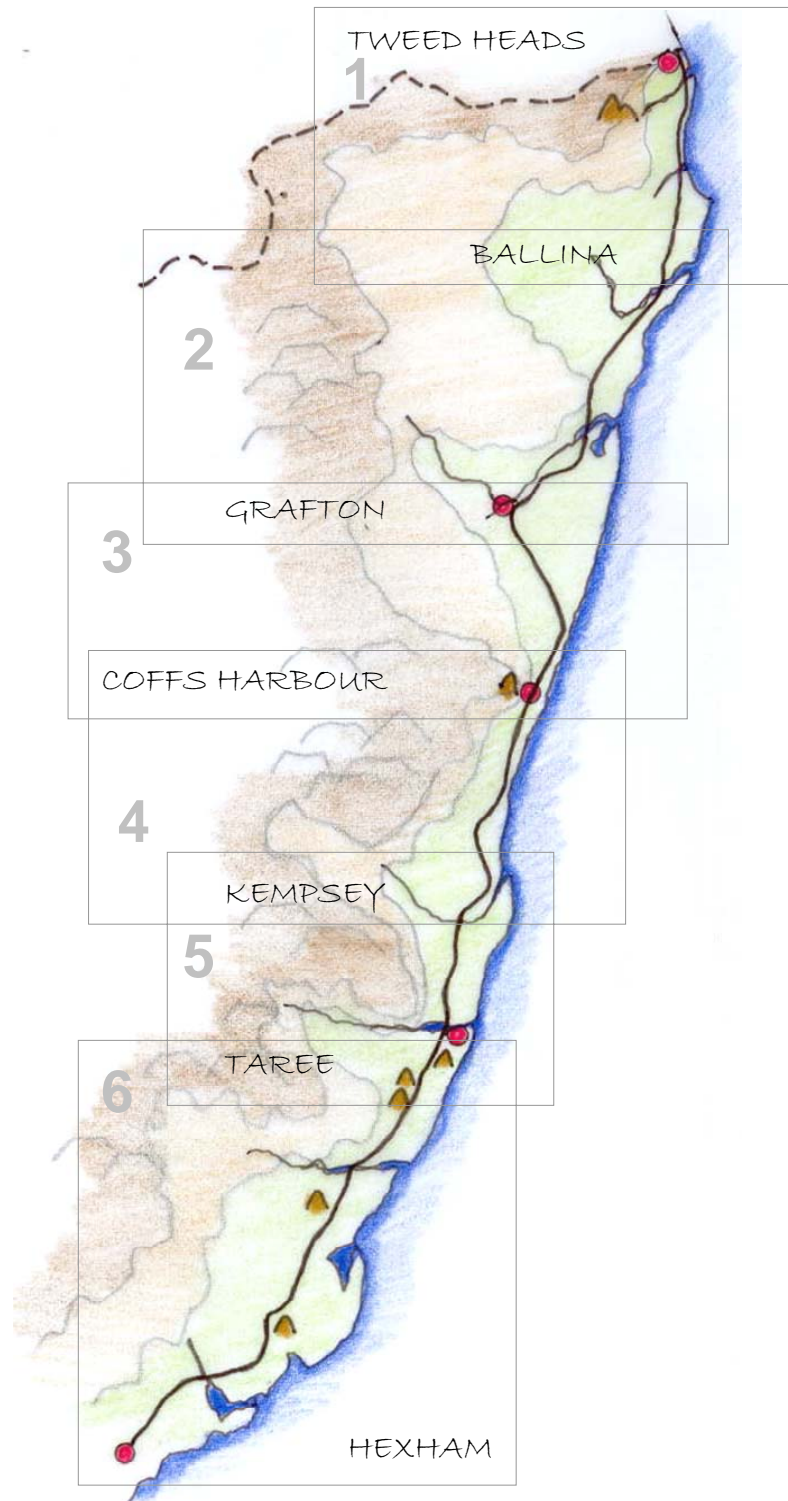 TWEED HEADS
1
BALLINA
2
GRAFTON
3
COFFS HARBOUR
4
KEMPSEY
5
TAREE
6
HEXHAM